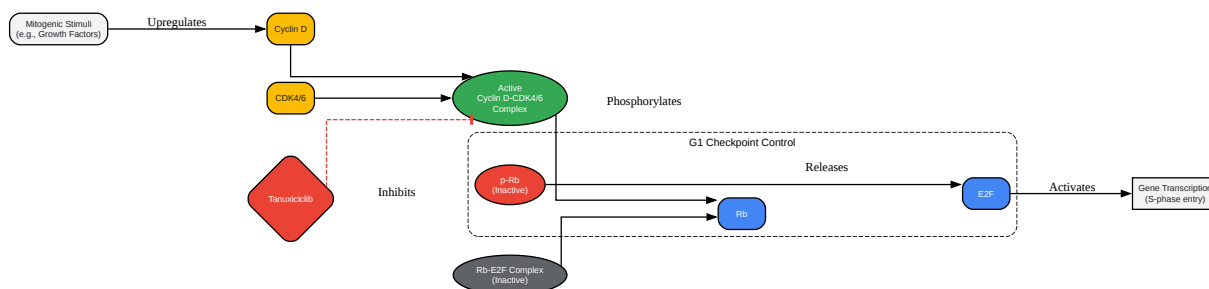 Mitogenic Stimuli
(e.g., Growth Factors)
Upregulates
Cyclin D
CDK4/6
Active
Cyclin D-CDK4/6
Complex
Phosphorylates
G1 Checkpoint Control
Tanuxiciclib
Inhibits
p-Rb
(Inactive)
Releases
Rb
E2F
Activates
Gene Transcription
(S-phase entry)
Rb-E2F Complex
(Inactive)